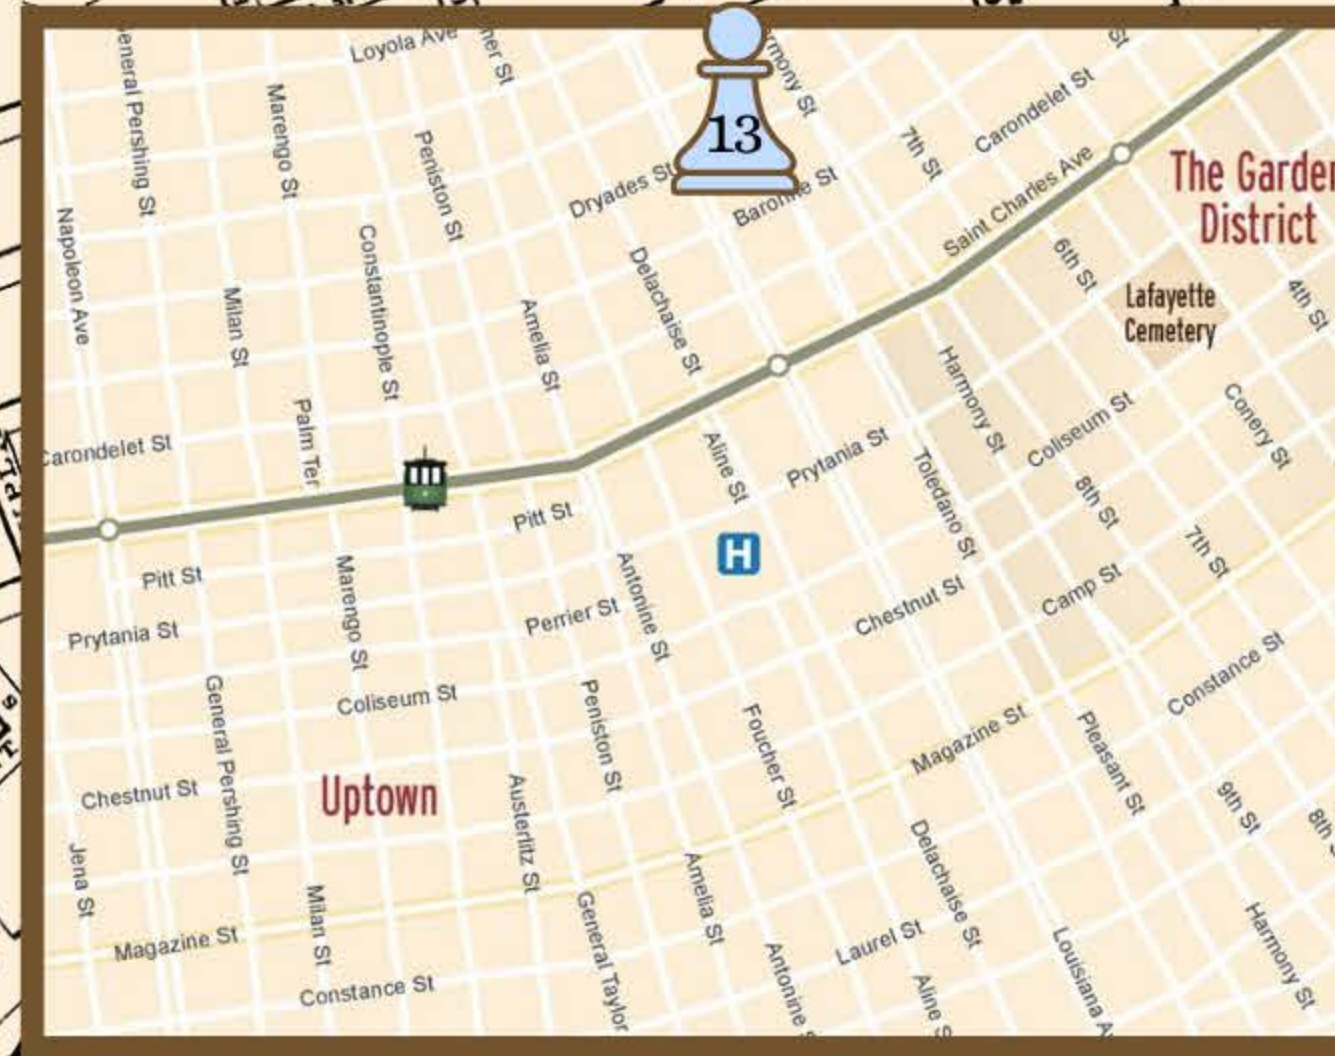 Loyola Ave
13
General Pershing St
Marengo St
Peniston St
Dryades St
Baronne St
7th St
Carondelet St
Saint Charles Ave
The Garden
District
Napoleon Ave
Milan St
Constantinople St
Amelia St
Delachaise St
6th St
Lafayette
Cemetery
4th St
Carondelet St
Palm Ter
Aline St
Prytania St
Harmony St
Coliseum St
Conery St
Pitt St
H
Toledano St
8th St
7th St
Pitt St
Prytania St
Marengo St
Perrier St
Antonine St
Chestnut St
Camp St
Constance St
General Pershing St
Coliseum St
Peniston St
Foucher St
Magazine St
Pleasant St
Chestnut St
Uptown
Austerlitz St
9th St
8th
Jena St
Milan St
Amelia St
Delachaise St
Magazine St
General Taylor
Laurel St
Harmony St
Constance St
Antonine
Aline S
Louisiana A